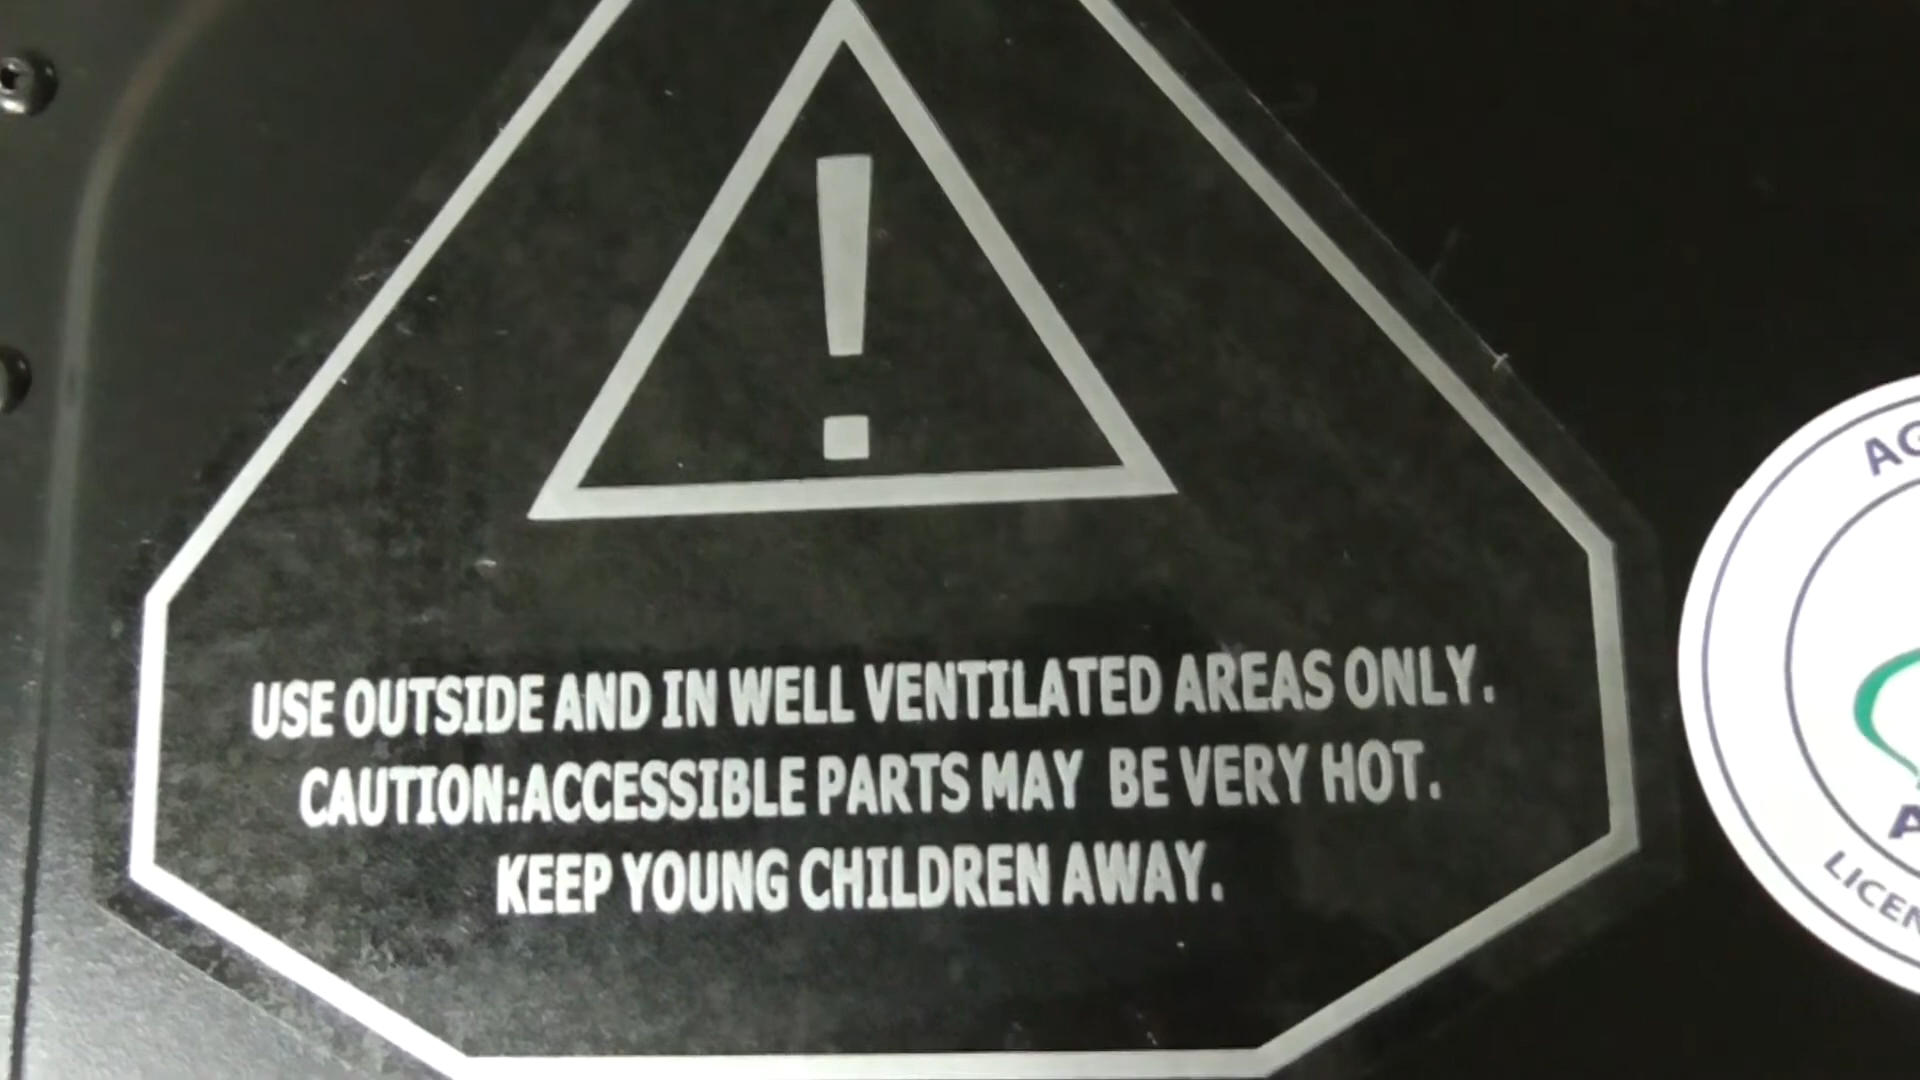 USE OUTSIDE AND IN WELL VENTILATED AREAS ONLY.
CAUTION:ACCESSIBLE PARTS MAY BE VERY HOT.
KEEP YOUNG CHILDREN AWAY.